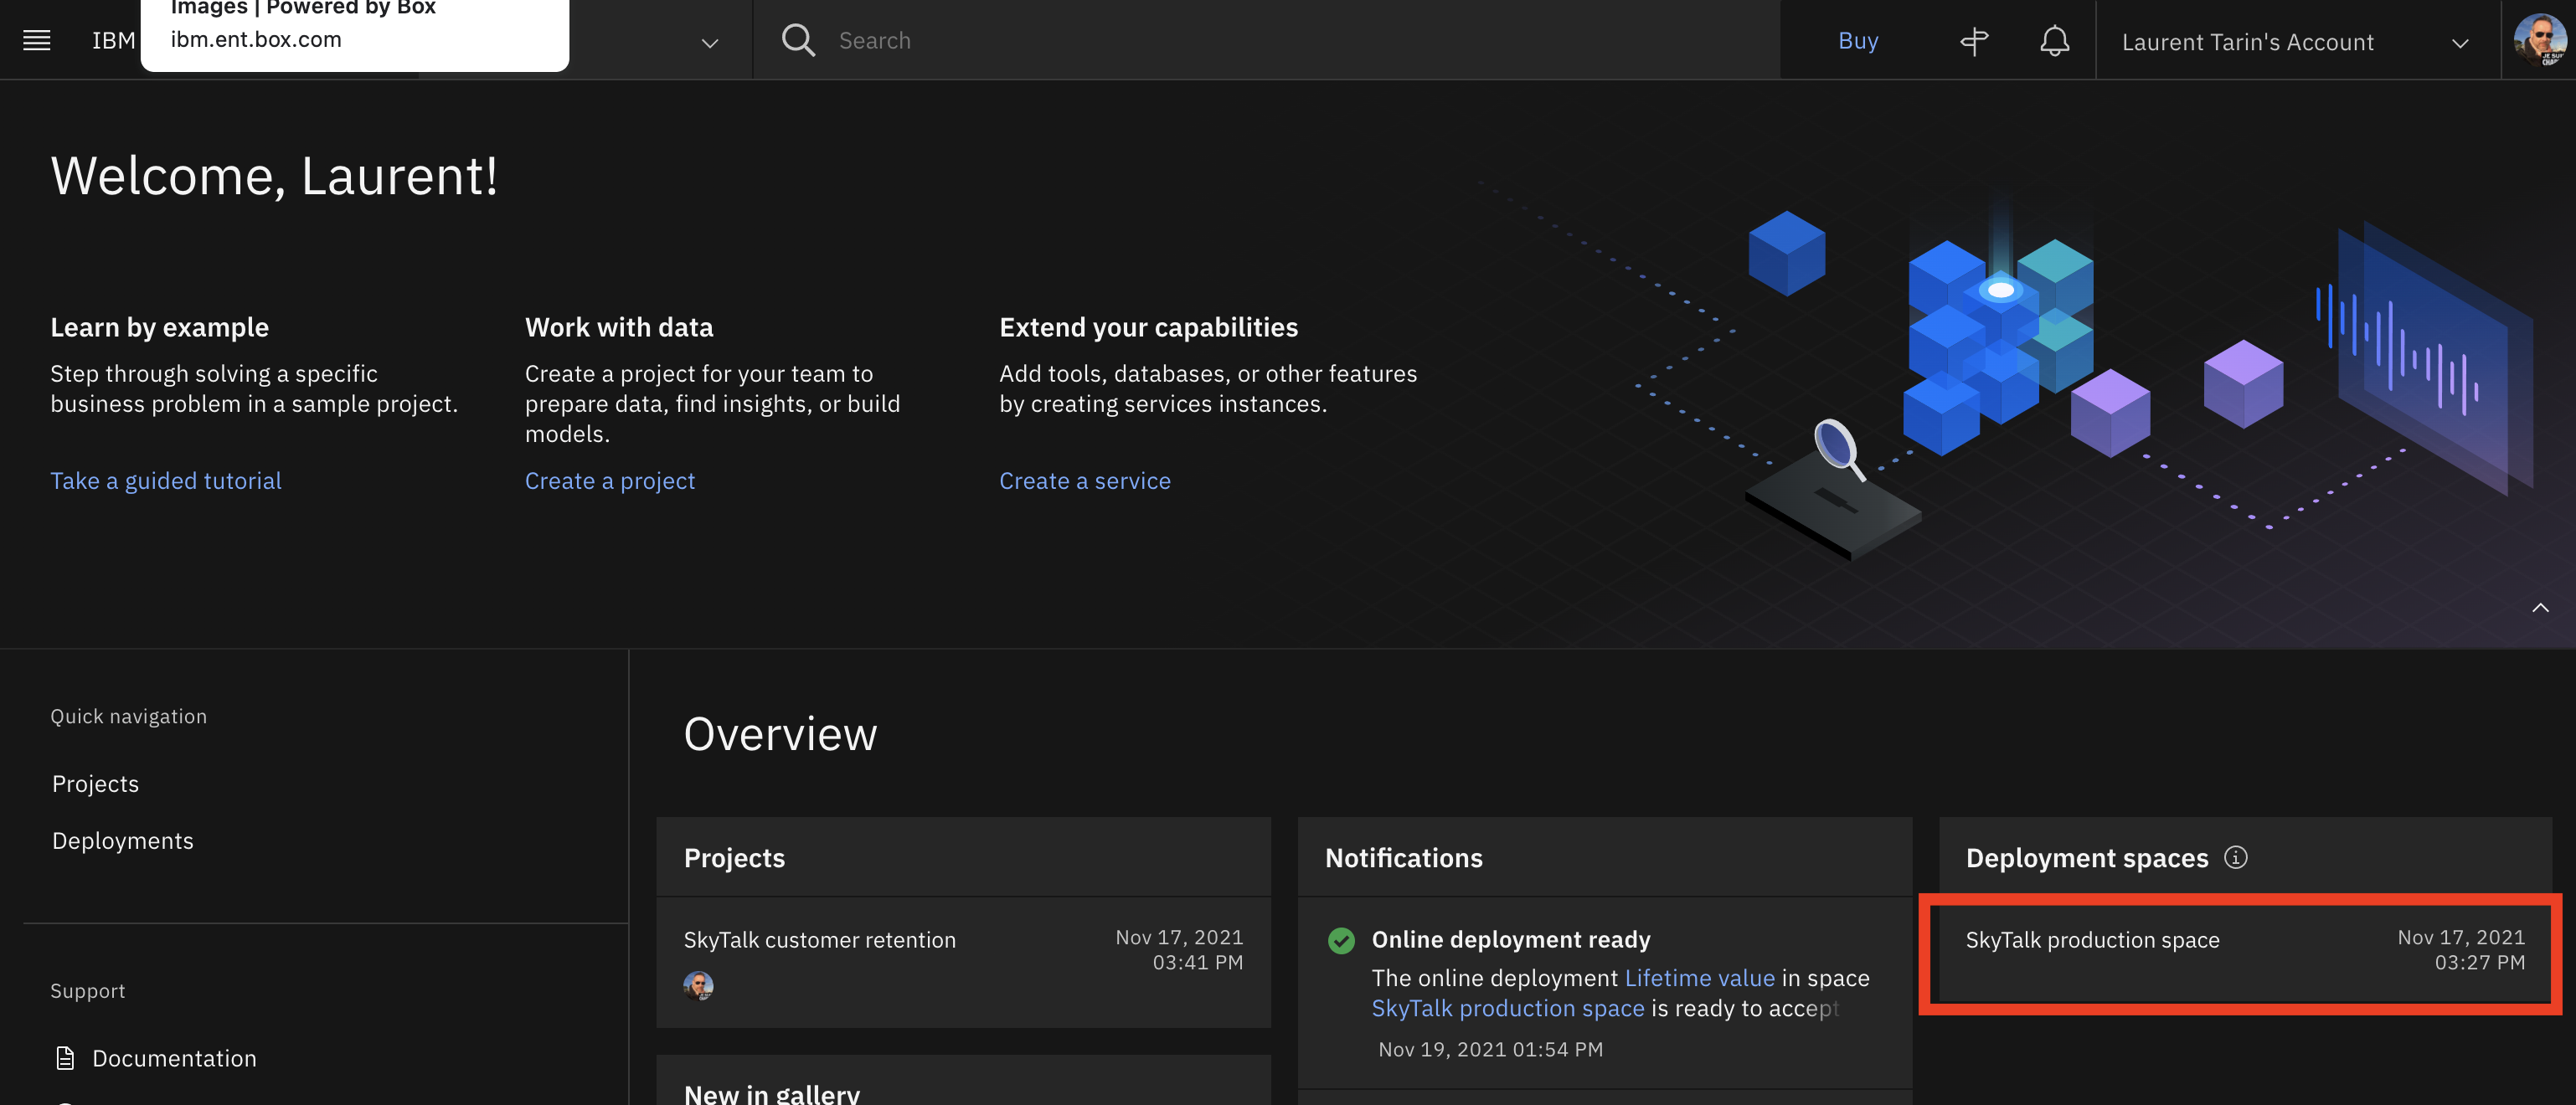 Images | Powered by Box
ibm.ent.box.com
IBM
Search
Buy
Laurent Tarin's Account
Welcome, Laurent!
Learn by example
Step through solving a specific
business problem in a sample project.
Take a guided tutorial
Work with data
Create a project for your team to
prepare data, find insights, or build
models.
Create a project
Extend your capabilities
Add tools, databases, or other features
by creating services instances.
Create a service
Quick navigation
Projects
Deployments
Support
Documentation
Overview
Projects
SkyTalk customer retention
Nov 17, 2021
03:41 PM
New in gallery
Notifications
Online deployment ready
The online deployment Lifetime value in space
SkyTalk production space is ready to accept
Nov 19, 2021 01:54 PM
Deployment spaces
SkyTalk production space
Nov 17, 2021
03:27 PM